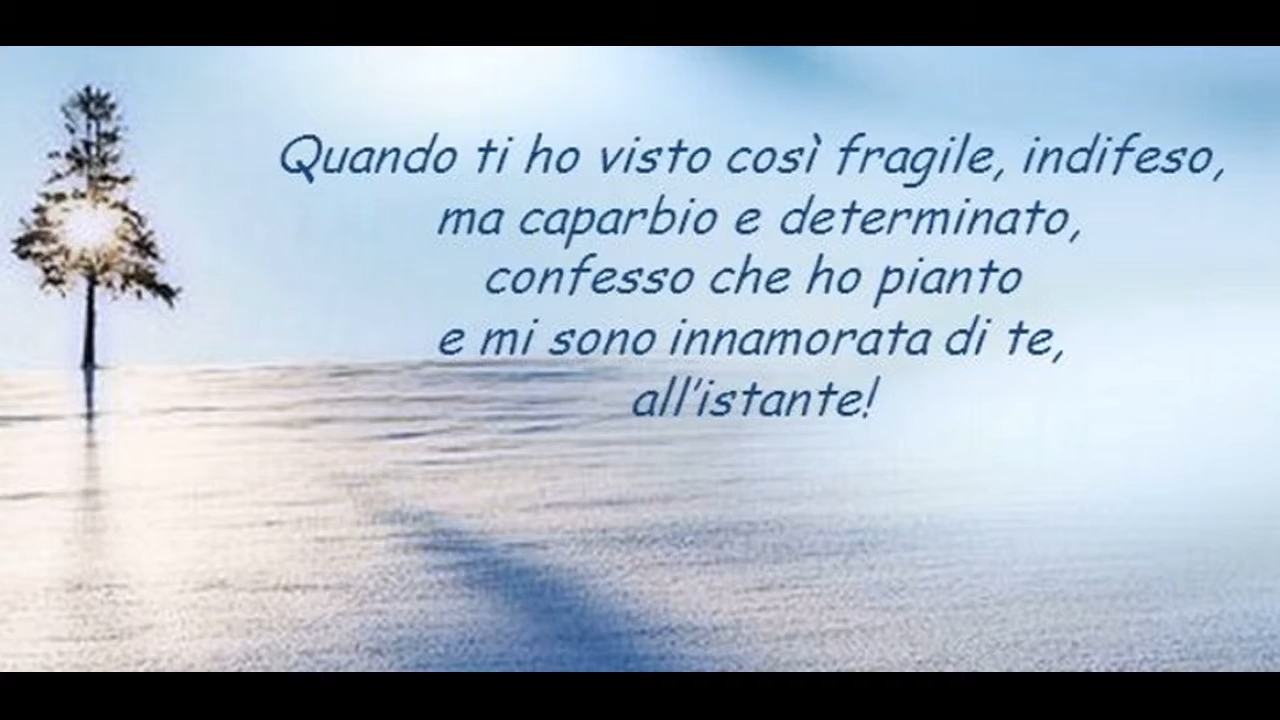 Quando ti ho visto così fragile, indifeso,
ma caparbio e determinato,
confesso che ho pianto
e mi sono innamorata di te,
all'istante!